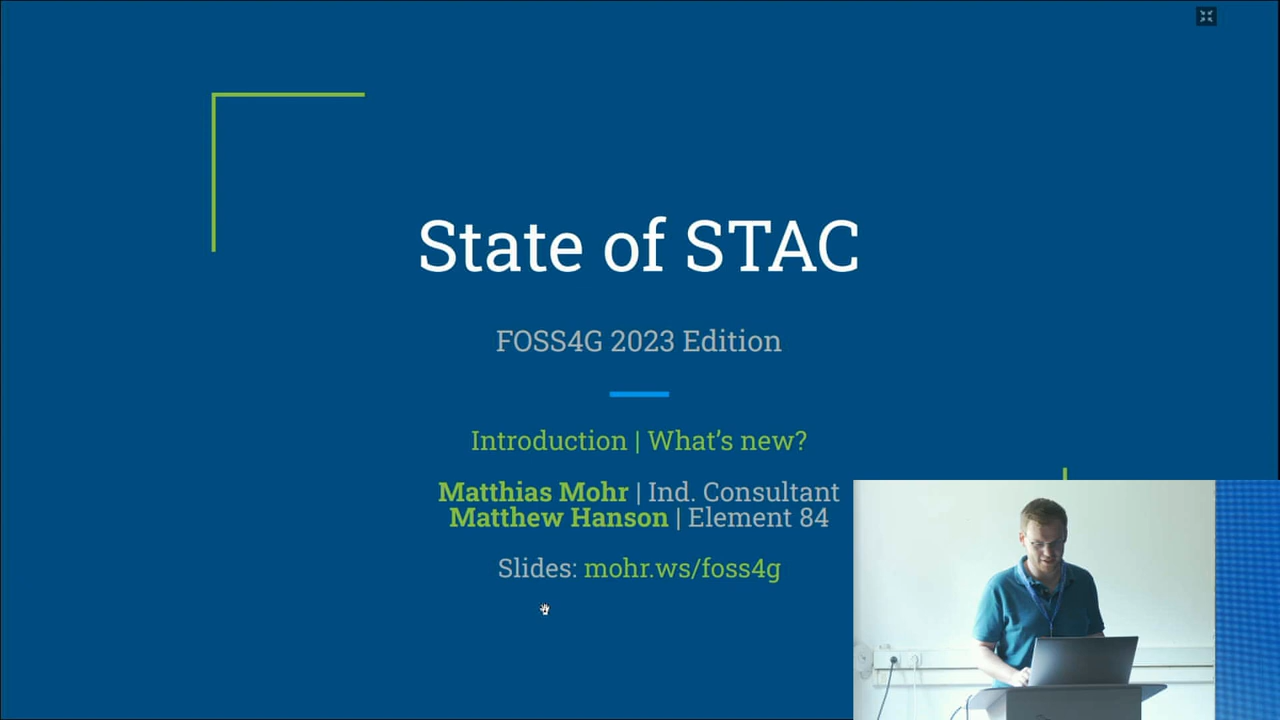 State of STAC
FOSS4G 2023 Edition
Introduction | What's new?
Matthias Mohr | Ind. Consultant
Matthew Hanson | Element 84
Slides: mohr.ws/foss4g